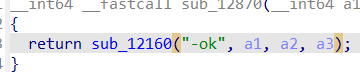 __int64 __fastcall sub_12870(__int64 a1
{
return sub_12160("-ok", a1, a2, a3);
}